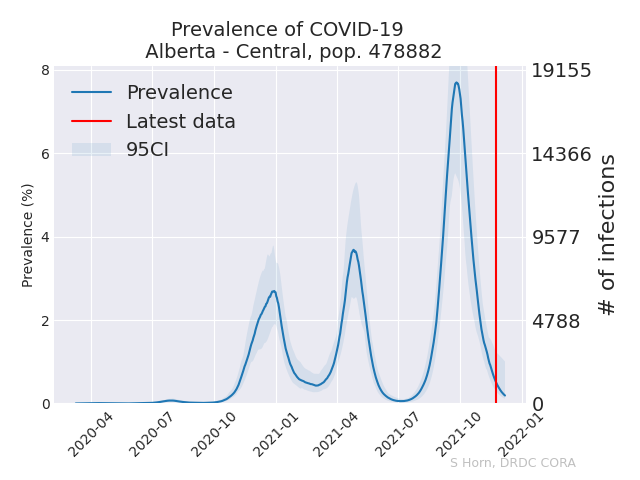 Prevalence of COVID-19
Alberta - Central, pop. 478882
Prevalence
Latest data
95CI
Prevalence (%)
8
6
4
2
0
19155
14366
9577
4788
0
# of infections
2020-04
2020-07
2020-10
2021-01
2021-04
2021-07
2021-10
2022-01
S Horn, DRDC CORA